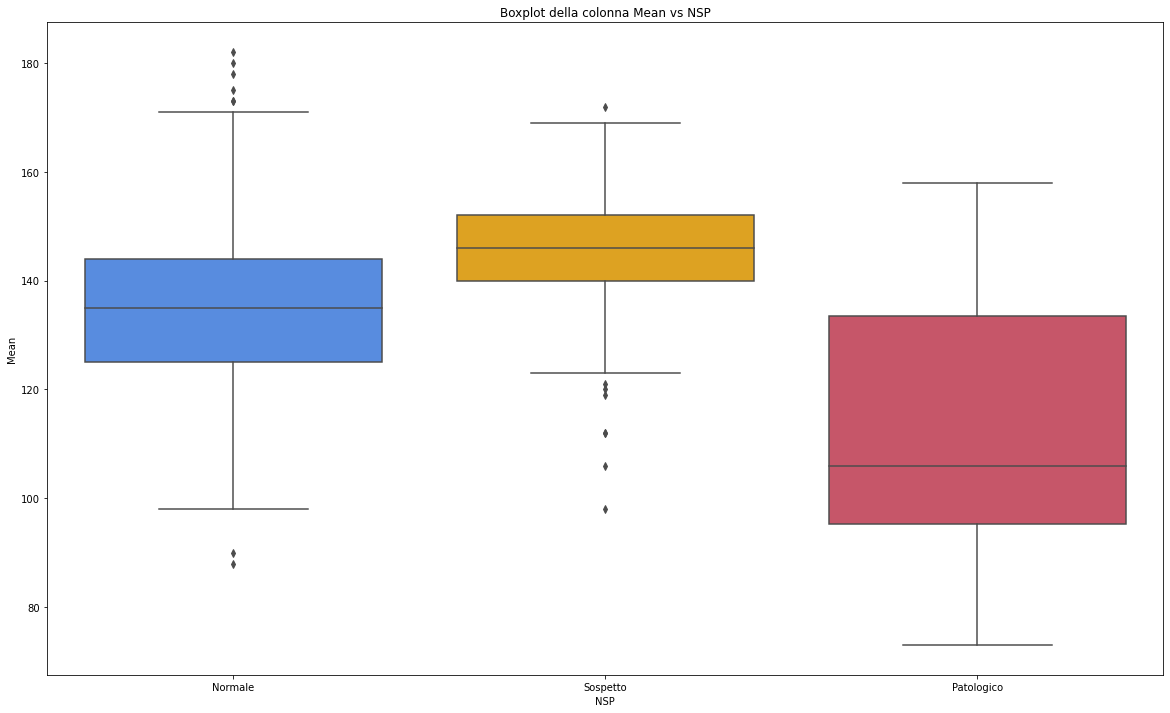 Boxplot della colonna Mean vs NSP
Mean
180
160
140
120
100
80
Normale
Sospetto
Patologico
NSP